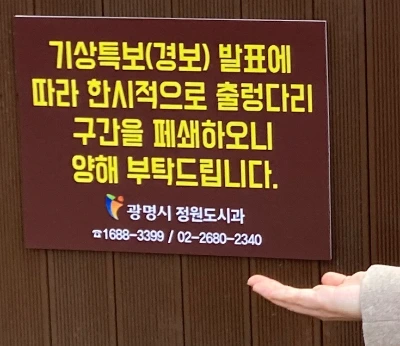 기상특보(경보) 발표에
따라 한시적으로 출렁다리
구간을 폐쇄하오니
양해 부탁드립니다.
광명시 정원도시과
☎1688-3399 / 02-2680-2340